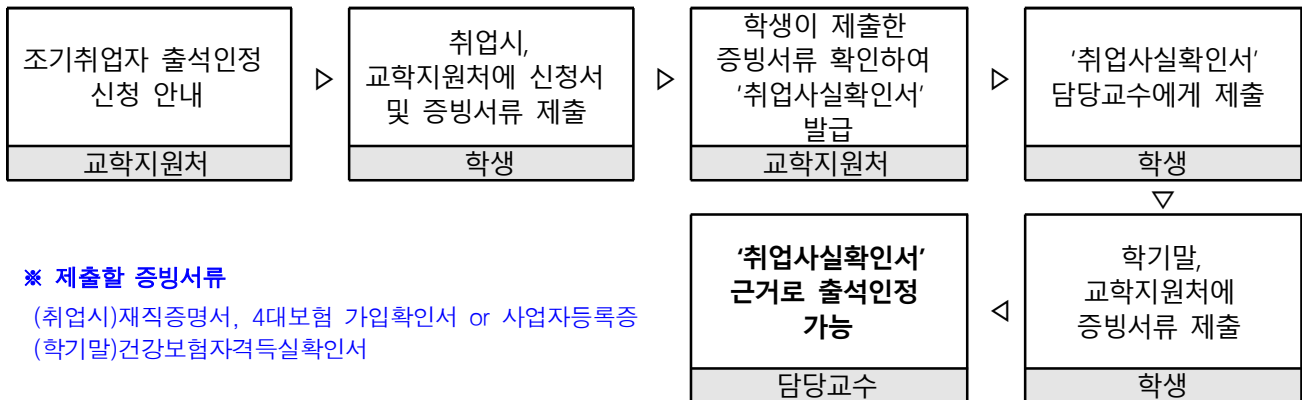 조기취업자 출석인정
신청 안내
교학지원처
▷
취업시,
교학지원처에 신청서
및 증빙서류 제출
학생
▷
학생이 제출한
증빙서류 확인하여
‘취업사실확인서’
발급
교학지원처
▷
‘취업사실확인서’
담당교수에게 제출
학생
▽
학기말,
교학지원처에
증빙서류 제출
학생
◁
‘취업사실확인서’
근거로 출석인정
가능
담당교수
※ 제출할 증빙서류
(취업시)재직증명서, 4대보험 가입확인서 or 사업자등록증
(학기말)건강보험자격득실확인서